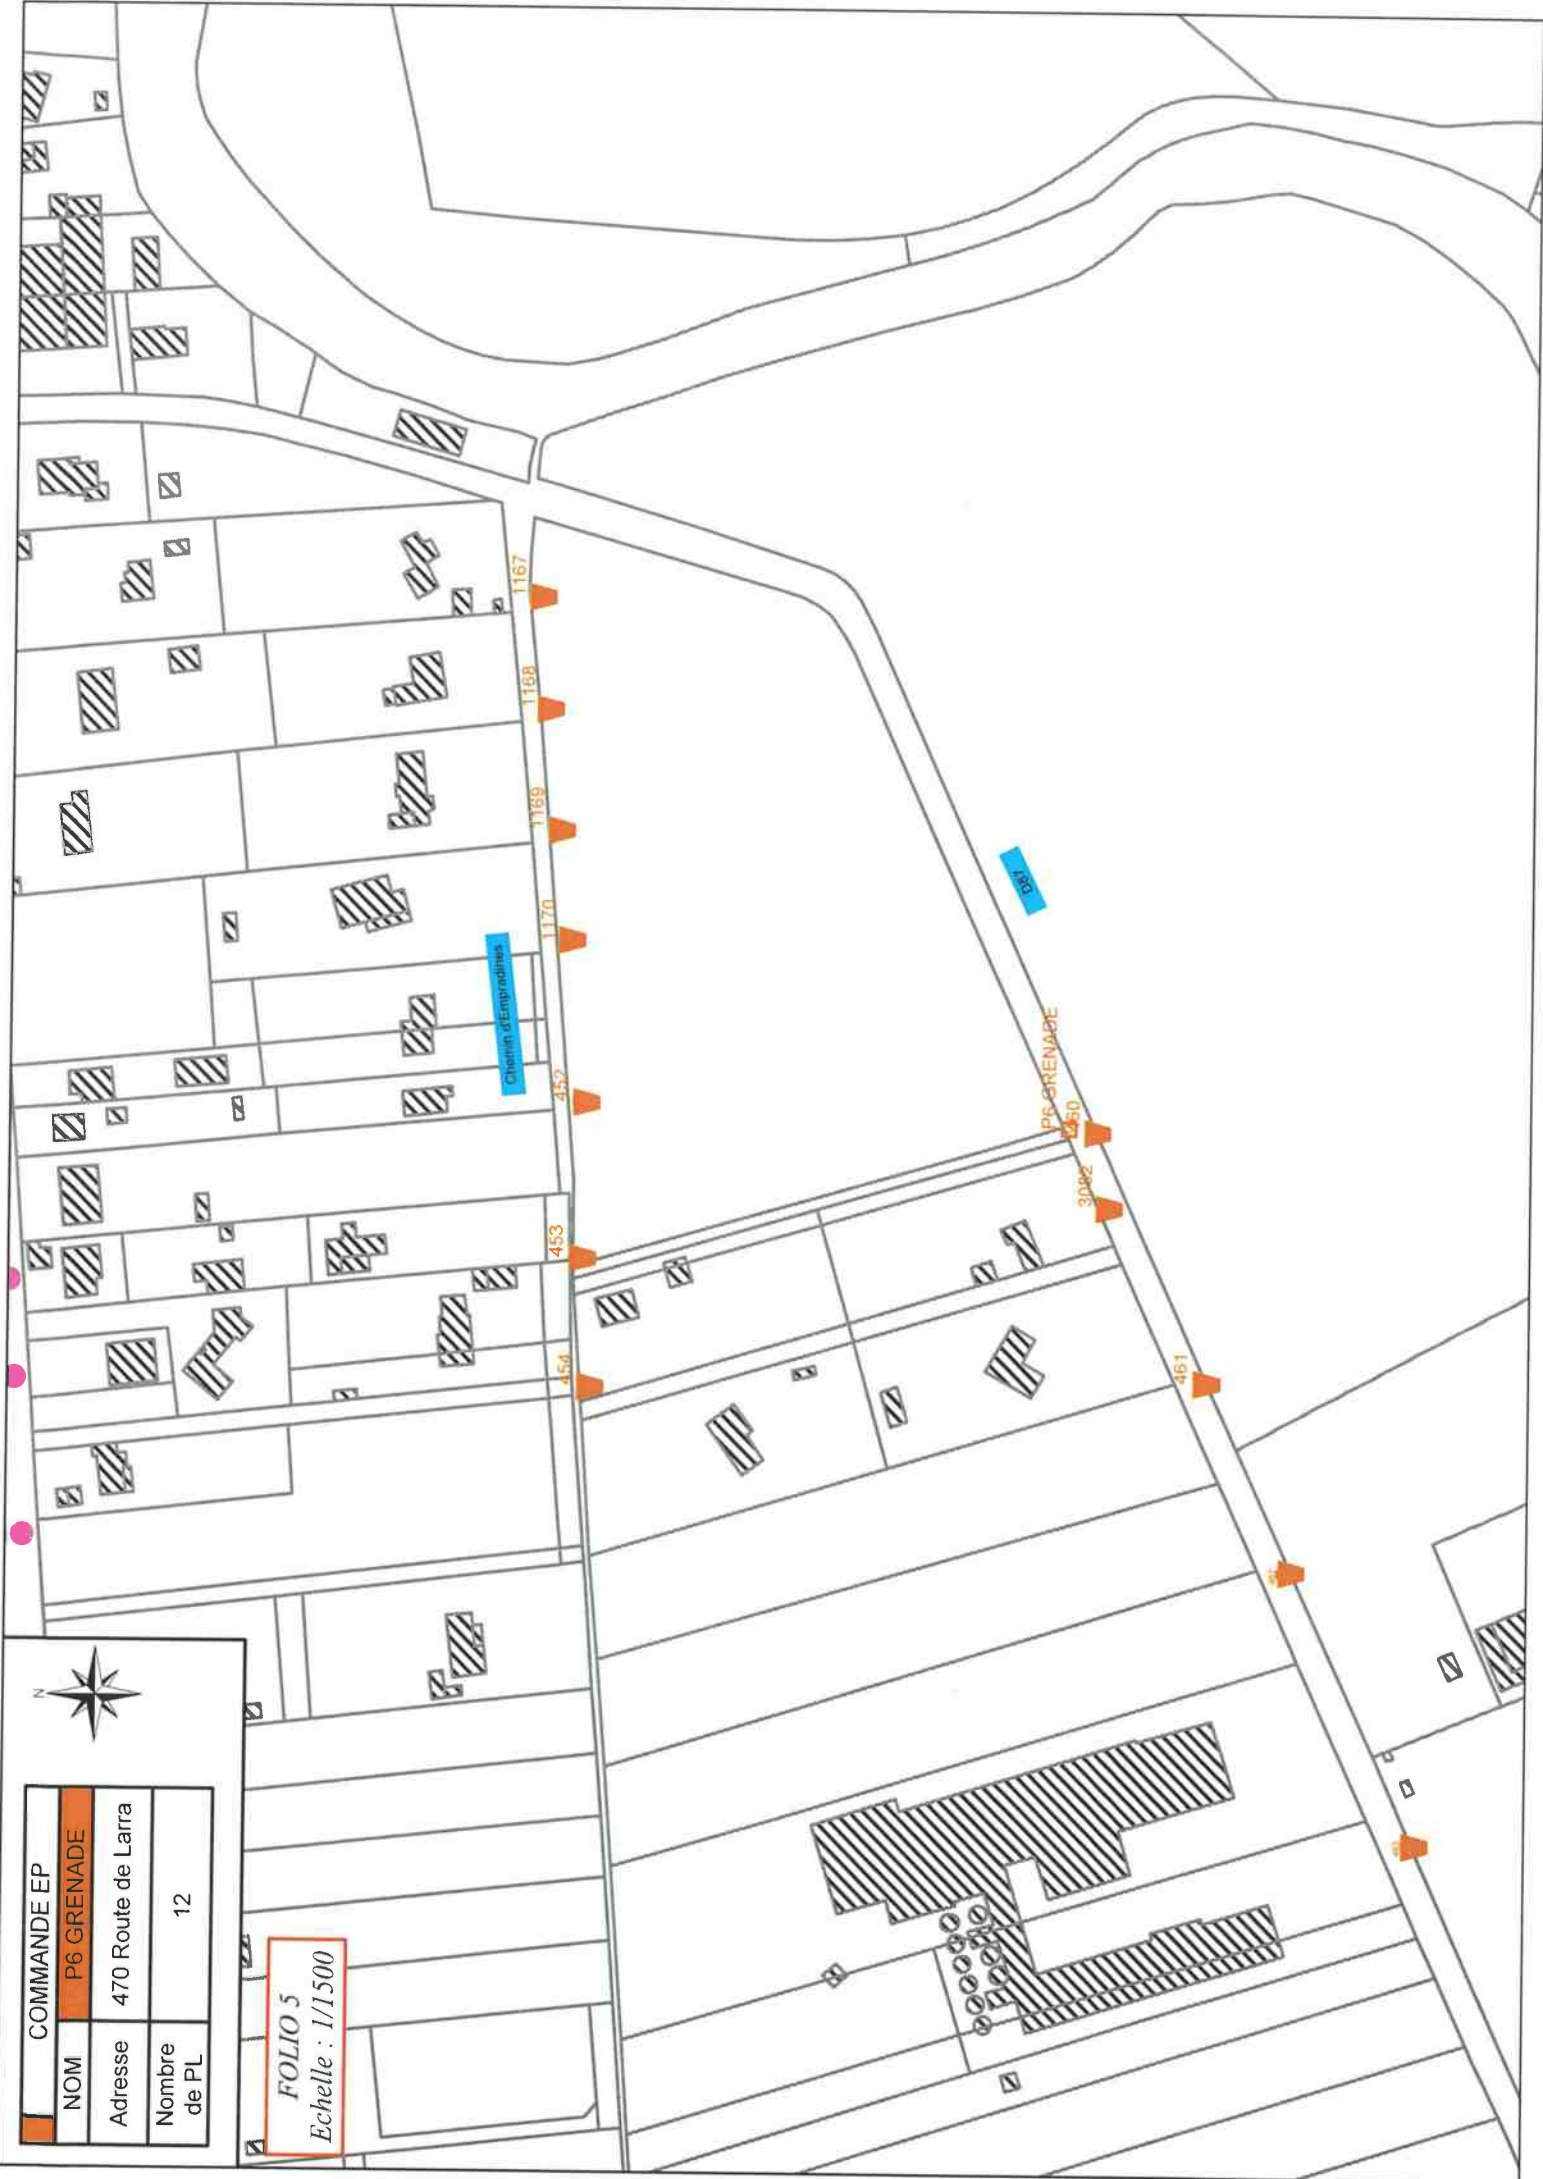 COMMANDE EP
NOM P6 GRENADE
Adresse 470 Route de Larra
Nombre
de PL 12
N
FOLIO 5
Echelle : 1/1500
1167
1168
1169
1170
Chemin d'Empradines
452
453
454
D87
P6 GRENADE
460
3082
461